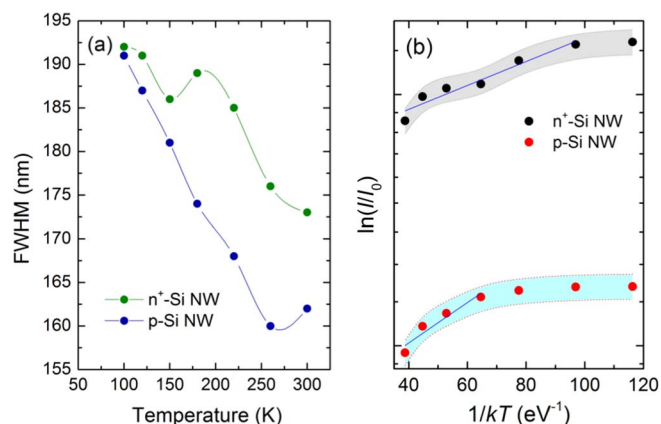 195
190
185
180
175
170
165
160
155
FWHM (nm)
(a)
n⁺-Si NW
p-Si NW
50 100 150 200 250 300
Temperature (K)
(b)
ln(I/I₀)
n⁺-Si NW
p-Si NW
40 60 80 100 120
1/kT (eV⁻¹)